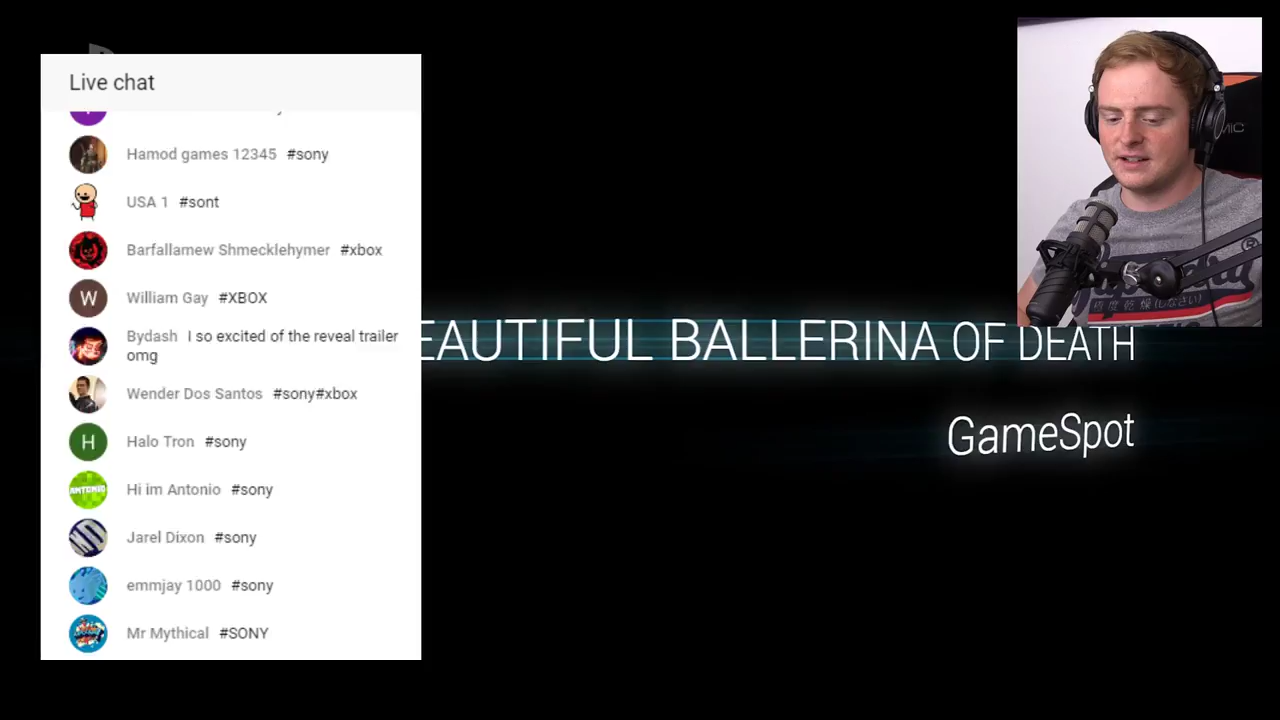 Live chat
Hamod games 12345 #sony
USA 1 #sont
Barfallamew Shmecklehymer #xbox
W William Gay #XBOX
Bydash I so excited of the reveal trailer
omg
EAUTIFUL BALLERINA OF DEATH
Wender Dos Santos #sony#xbox
GameSpot
H Halo Tron #sony
ANTONIO Hi im Antonio #sony
Jarel Dixon #sony
emmjay 1000 #sony
Mr Mythical #SONY